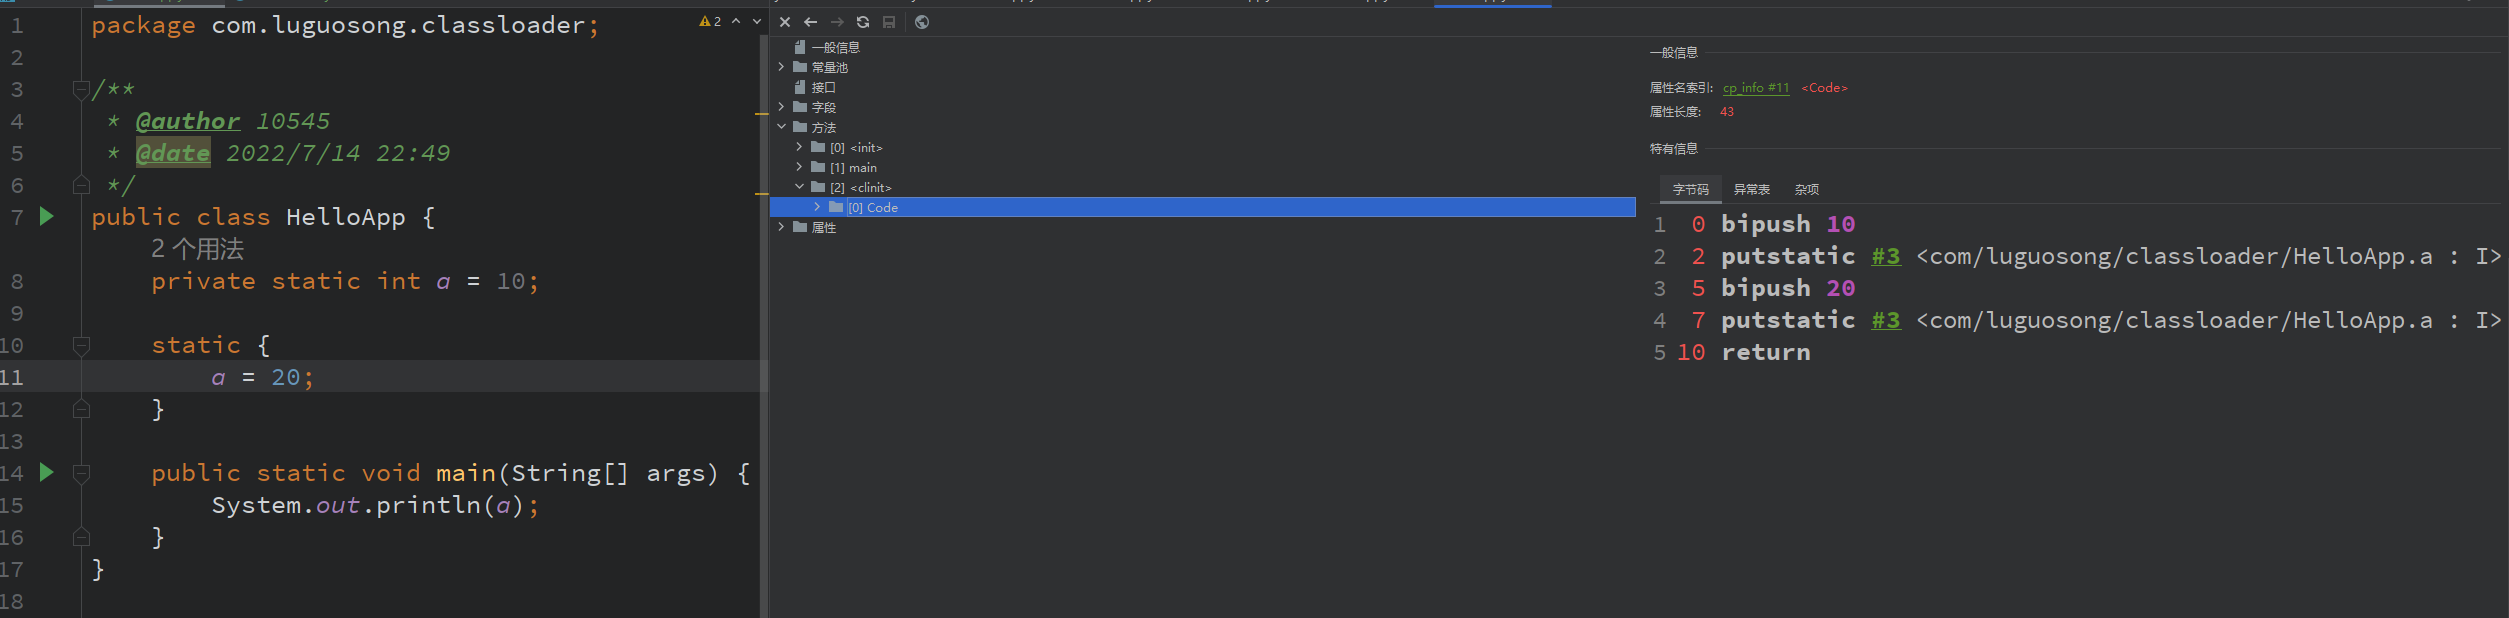 1 package com.luguosong.classloader;
2
3 /**
4 * @author 10545
5 * @date 2022/7/14 22:49
6 */
7 public class HelloApp {
2 个用法
8 private static int a = 10;
9
10 static {
11 a = 20;
12 }
13
14 public static void main(String[] args) {
15 System.out.println(a);
16 }
17 }
18
2
一般信息
常量池
接口
字段
方法
[0] <init>
[1] main
[2] <clinit>
[0] Code
属性
一般信息
属性名索引: cp_info #11 <Code>
属性长度: 43
特有信息
字节码 异常表 杂项
1 0 bipush 10
2 2 putstatic #3 <com/luguosong/classloader/HelloApp.a : I>
3 5 bipush 20
4 7 putstatic #3 <com/luguosong/classloader/HelloApp.a : I>
5 10 return